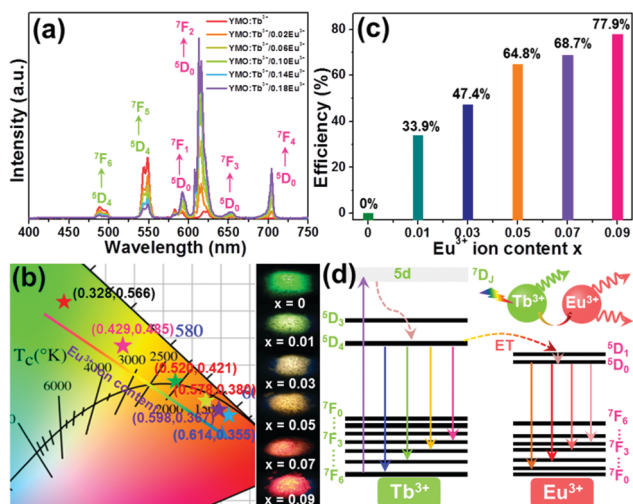 (a)
⁷F₂
⁵D₀
YMO:Tb³⁺
YMO:Tb³⁺/0.02Eu³⁺
YMO:Tb³⁺/0.06Eu³⁺
YMO:Tb³⁺/0.10Eu³⁺
YMO:Tb³⁺/0.14Eu³⁺
YMO:Tb³⁺/0.18Eu³⁺
⁷F₅
⁵D₄
⁷F₆
⁵D₄
⁷F₁
⁵D₀
⁷F₃
⁵D₀
⁷F₄
⁵D₀
Intensity (a.u.)
400 450 500 550 600 650 700 750
Wavelength (nm)
(c)
Efficiency (%)
80
60
40
20
0
0%
33.9%
47.4%
64.8%
68.7%
77.9%
0 0.01 0.03 0.05 0.07 0.09
Eu³⁺ ion content x
(b)
(0.328,0.566)
(0.429,0.485)
580
(0.520,0.421)
(0.578,0.380)
(0.614,0.355)
T_C(°K)
6000
4000
3000
2500
2000
Eu³⁺ ion content
x = 0
x = 0.01
x = 0.03
x = 0.05
x = 0.07
x = 0.09
(d)
5d
⁷D_J
Tb³⁺
Eu³⁺
⁵D₃
⁵D₄
ET
⁵D₁
⁵D₀
⁷F₀
⁷F₃
⁷F₆
⁷F₆
⁷F₃
⁷F₀
Tb³⁺
Eu³⁺